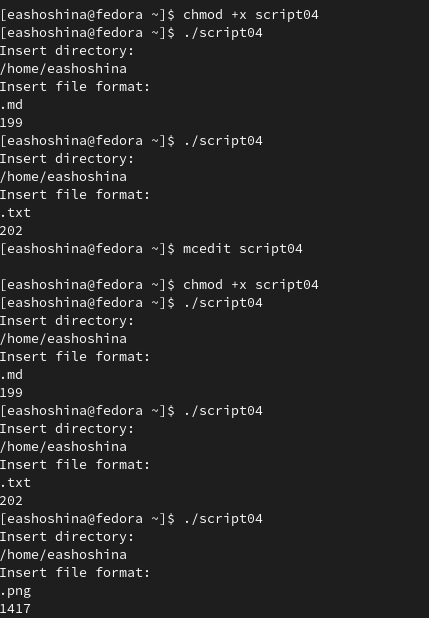 [eashoshina@fedora ~]$ chmod +x script04
[eashoshina@fedora ~]$ ./script04
Insert directory:
/home/eashoshina
Insert file format:
.md
199
[eashoshina@fedora ~]$ ./script04
Insert directory:
/home/eashoshina
Insert file format:
.txt
202
[eashoshina@fedora ~]$ mcedit script04
[eashoshina@fedora ~]$ chmod +x script04
[eashoshina@fedora ~]$ ./script04
Insert directory:
/home/eashoshina
Insert file format:
.md
199
[eashoshina@fedora ~]$ ./script04
Insert directory:
/home/eashoshina
Insert file format:
.txt
202
[eashoshina@fedora ~]$ ./script04
Insert directory:
/home/eashoshina
Insert file format:
.png
1417